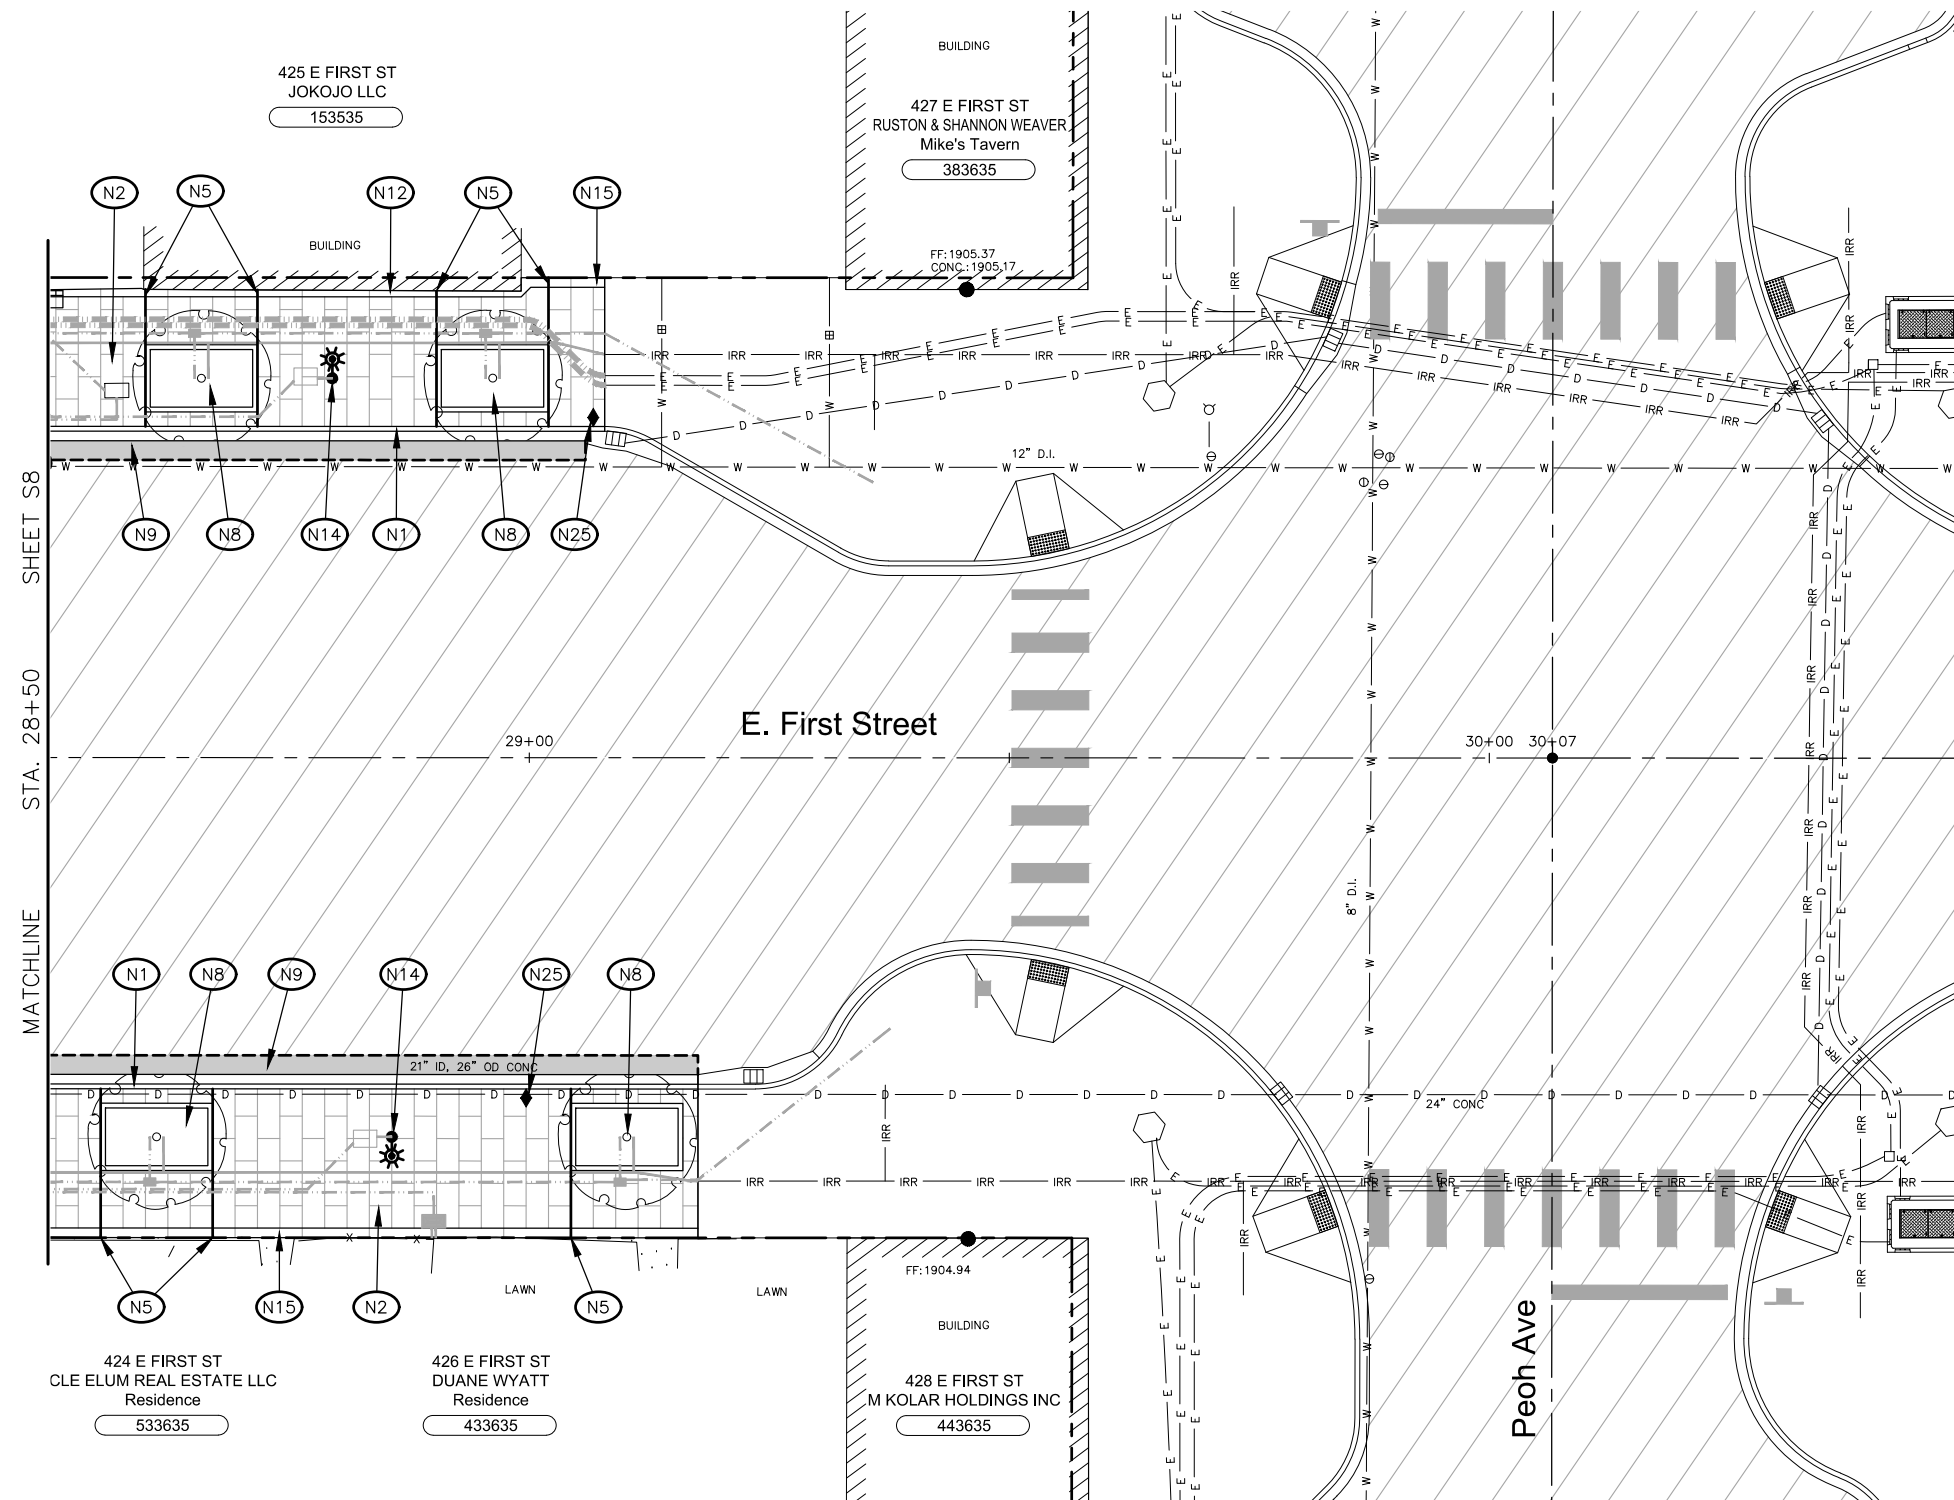 BUILDING
425 E FIRST ST
JOKOJO LLC
153535
427 E FIRST ST
RUSTON & SHANNON WEAVER
Mike's Tavern
383635
N2
N5
N12
N5
N15
BUILDING
FF:1905.37
CONC.:1905.17
12" D.I.
N9
N8
N14
N1
N8
N25
SHEET S8
STA. 28+50
MATCHLINE
E. First Street
29+00
30+00
30+07
8" D.I.
N1
N8
N9
N14
N25
N8
21" ID, 26" OD CONC
24" CONC
FF:1904.94
LAWN
LAWN
N5
N15
N2
N5
BUILDING
424 E FIRST ST
CLE ELUM REAL ESTATE LLC
Residence
533635
426 E FIRST ST
DUANE WYATT
Residence
433635
428 E FIRST ST
M KOLAR HOLDINGS INC
443635
Peoh Ave